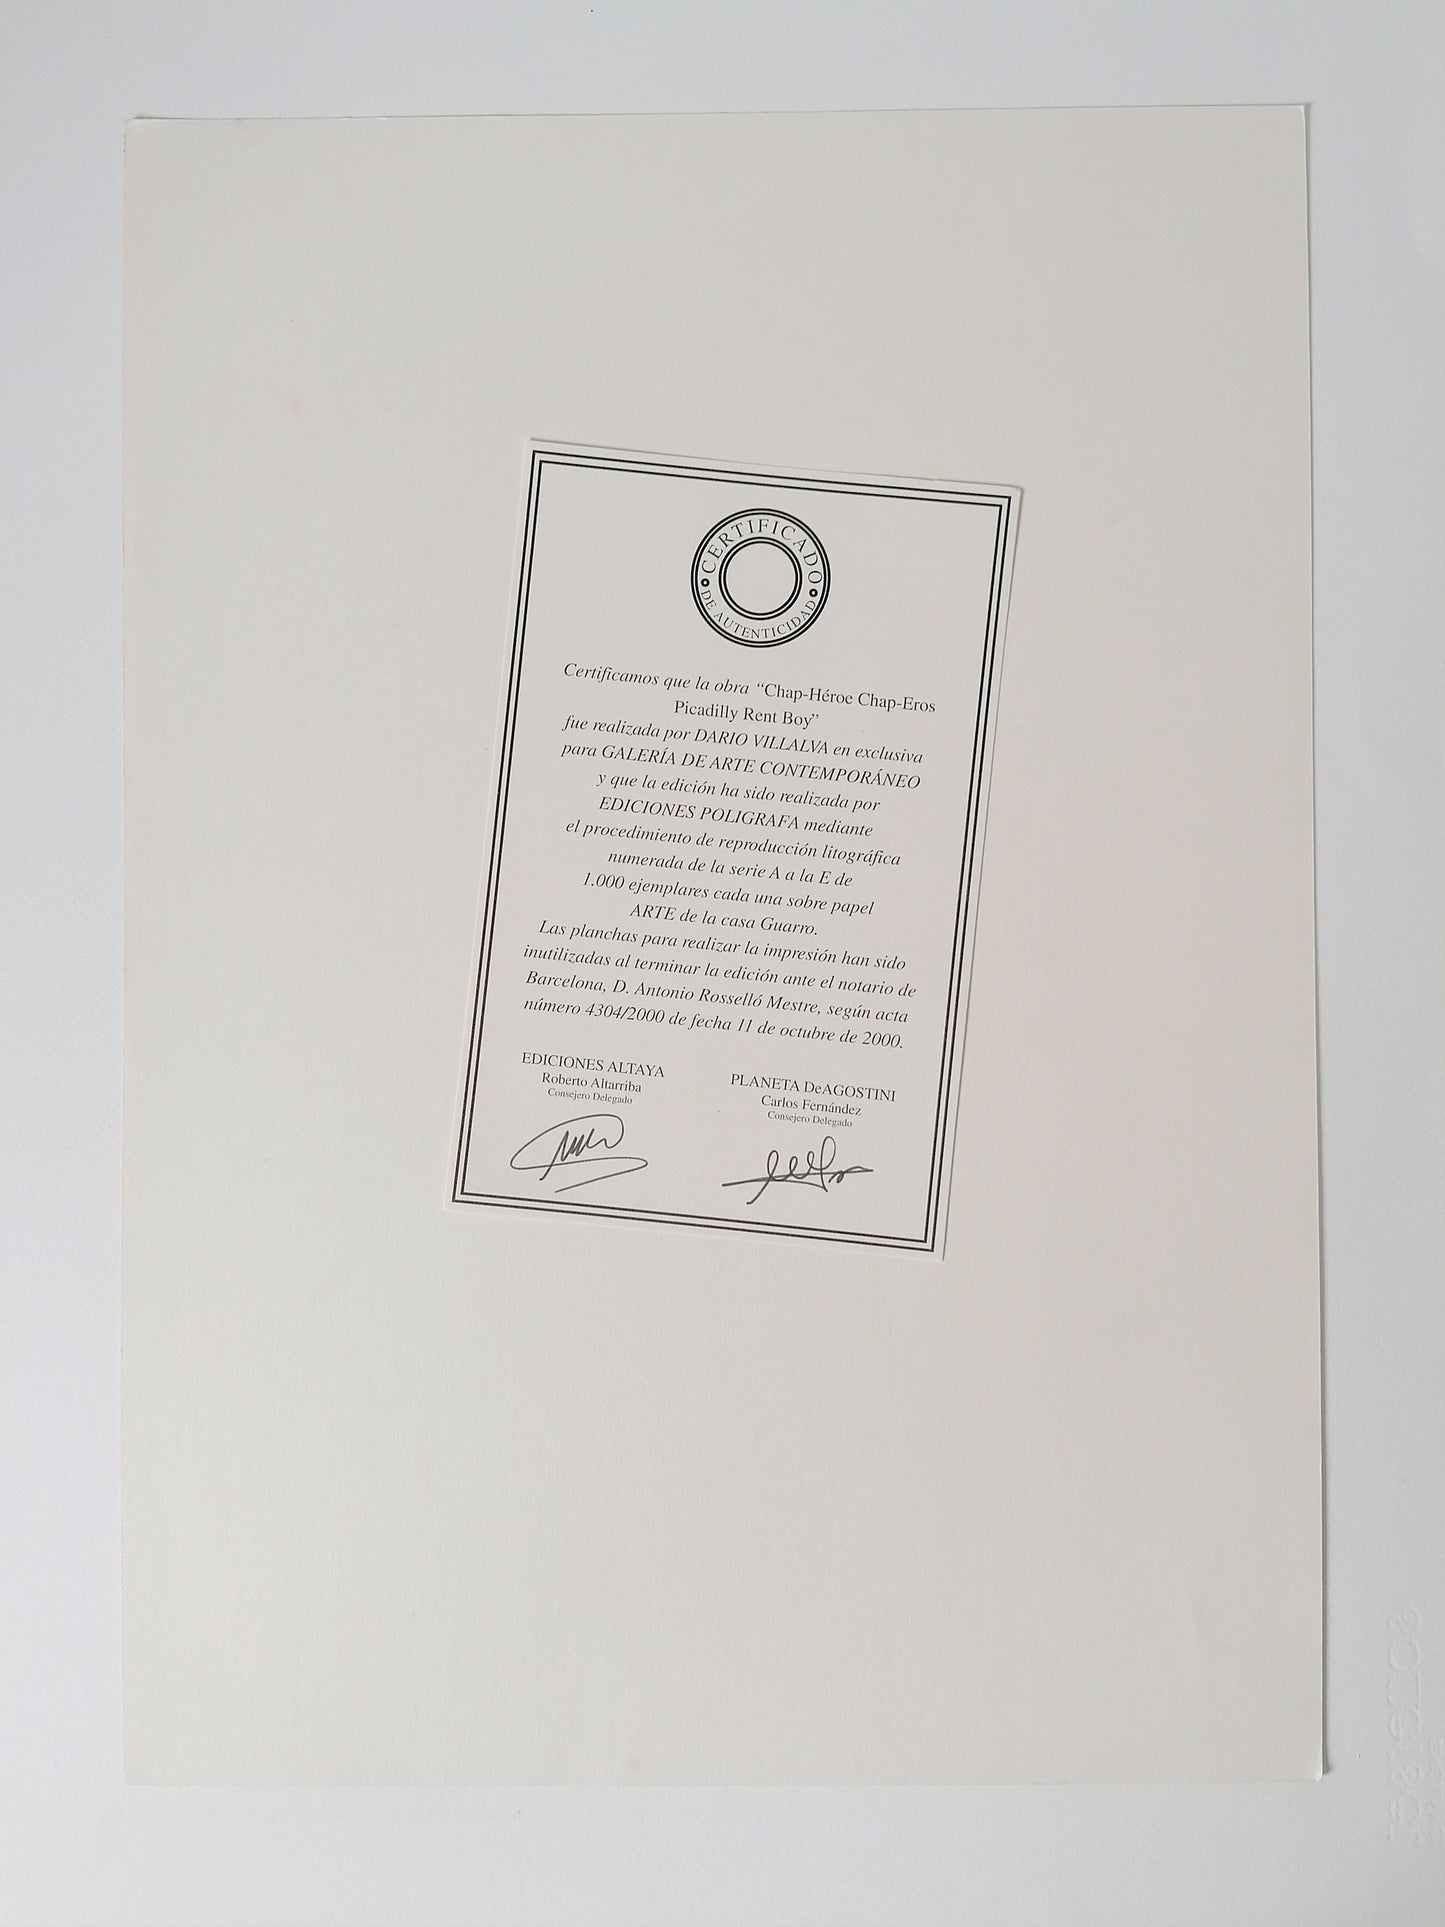 CERTIFICADO
DE AUTENTICIDAD
Certificamos que la obra “Chap-Héroe Chap-Eros
Picadilly Rent Boy”
fue realizada por DARIO VILLALVA en exclusiva
para GALERÍA DE ARTE CONTEMPORÁNEO
y que la edición ha sido realizada por
EDICIONES POLIGRAFA mediante
el procedimiento de reproducción litográfica
numerada de la serie A a la E de
1.000 ejemplares cada una sobre papel
ARTE de la casa Guarro.
Las planchas para realizar la impresión han sido
inutilizadas al terminar la edición ante el notario de
Barcelona, D. Antonio Rosselló Mestre, según acta
número 4304/2000 de fecha 11 de octubre de 2000.
EDICIONES ALTAYA
Roberto Altarriba
Consejero Delegado
PLANETA DeAGOSTINI
Carlos Fernández
Consejero Delegado